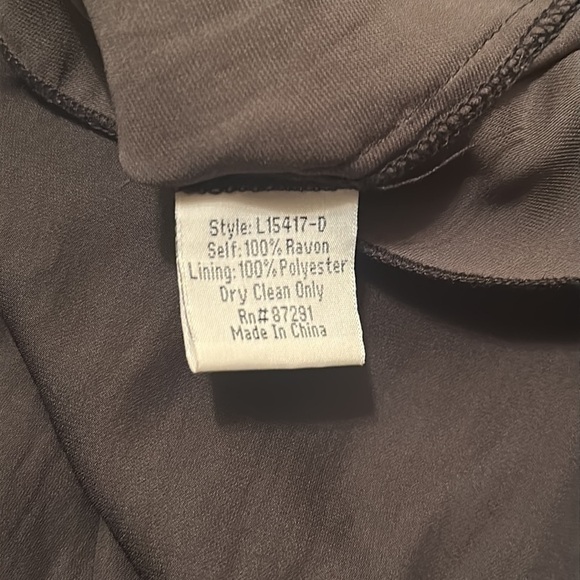 Style: L15417-D
Self: 100% Rayon
Lining: 100% Polyester
Dry Clean Only
Rn# 87291
Made In China